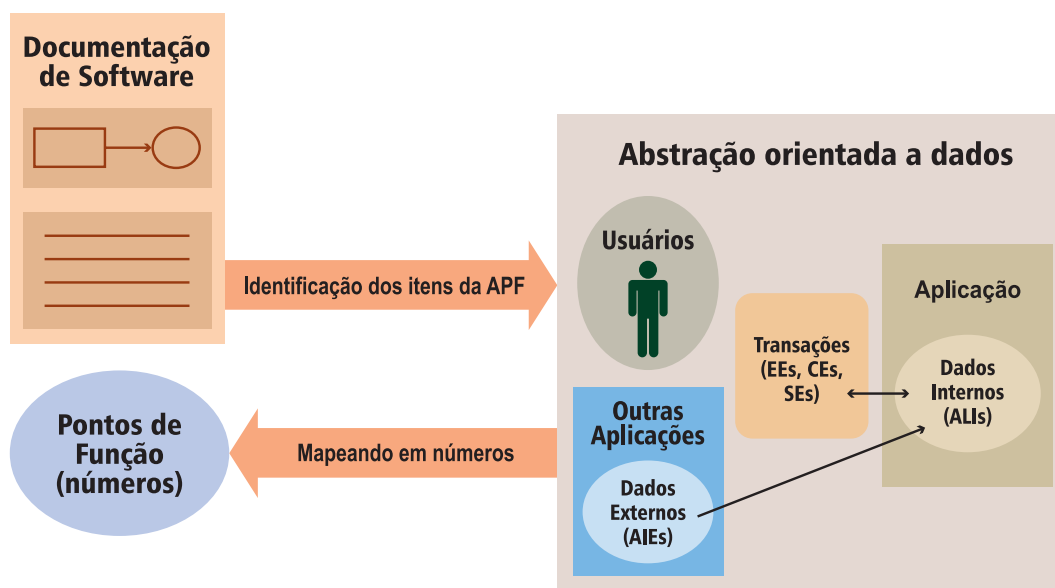 Documentação
de Software
Identificação dos itens da APF
Abstração orientada a dados
Usuários
Aplicação
Transações
(EEs, CEs,
SEs)
Dados
Internos
(ALIs)
Outras
Aplicações
Dados
Externos
(AIEs)
Mapeando em números
Pontos de
Função
(números)